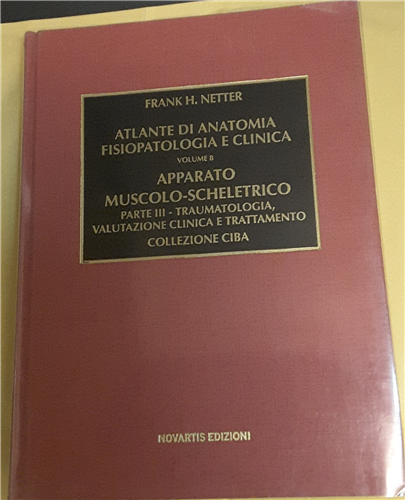 FRANK H. NETTER
ATLANTE DI ANATOMIA
FISIOPATOLOGIA E CLINICA
VOLUME 8
APPARATO
MUSCOLO-SCHELETRICO
PARTE III - TRAUMATOLOGIA,
VALUTAZIONE CLINICA E TRATTAMENTO
COLLEZIONE CIBA
NOVARTIS EDIZIONI